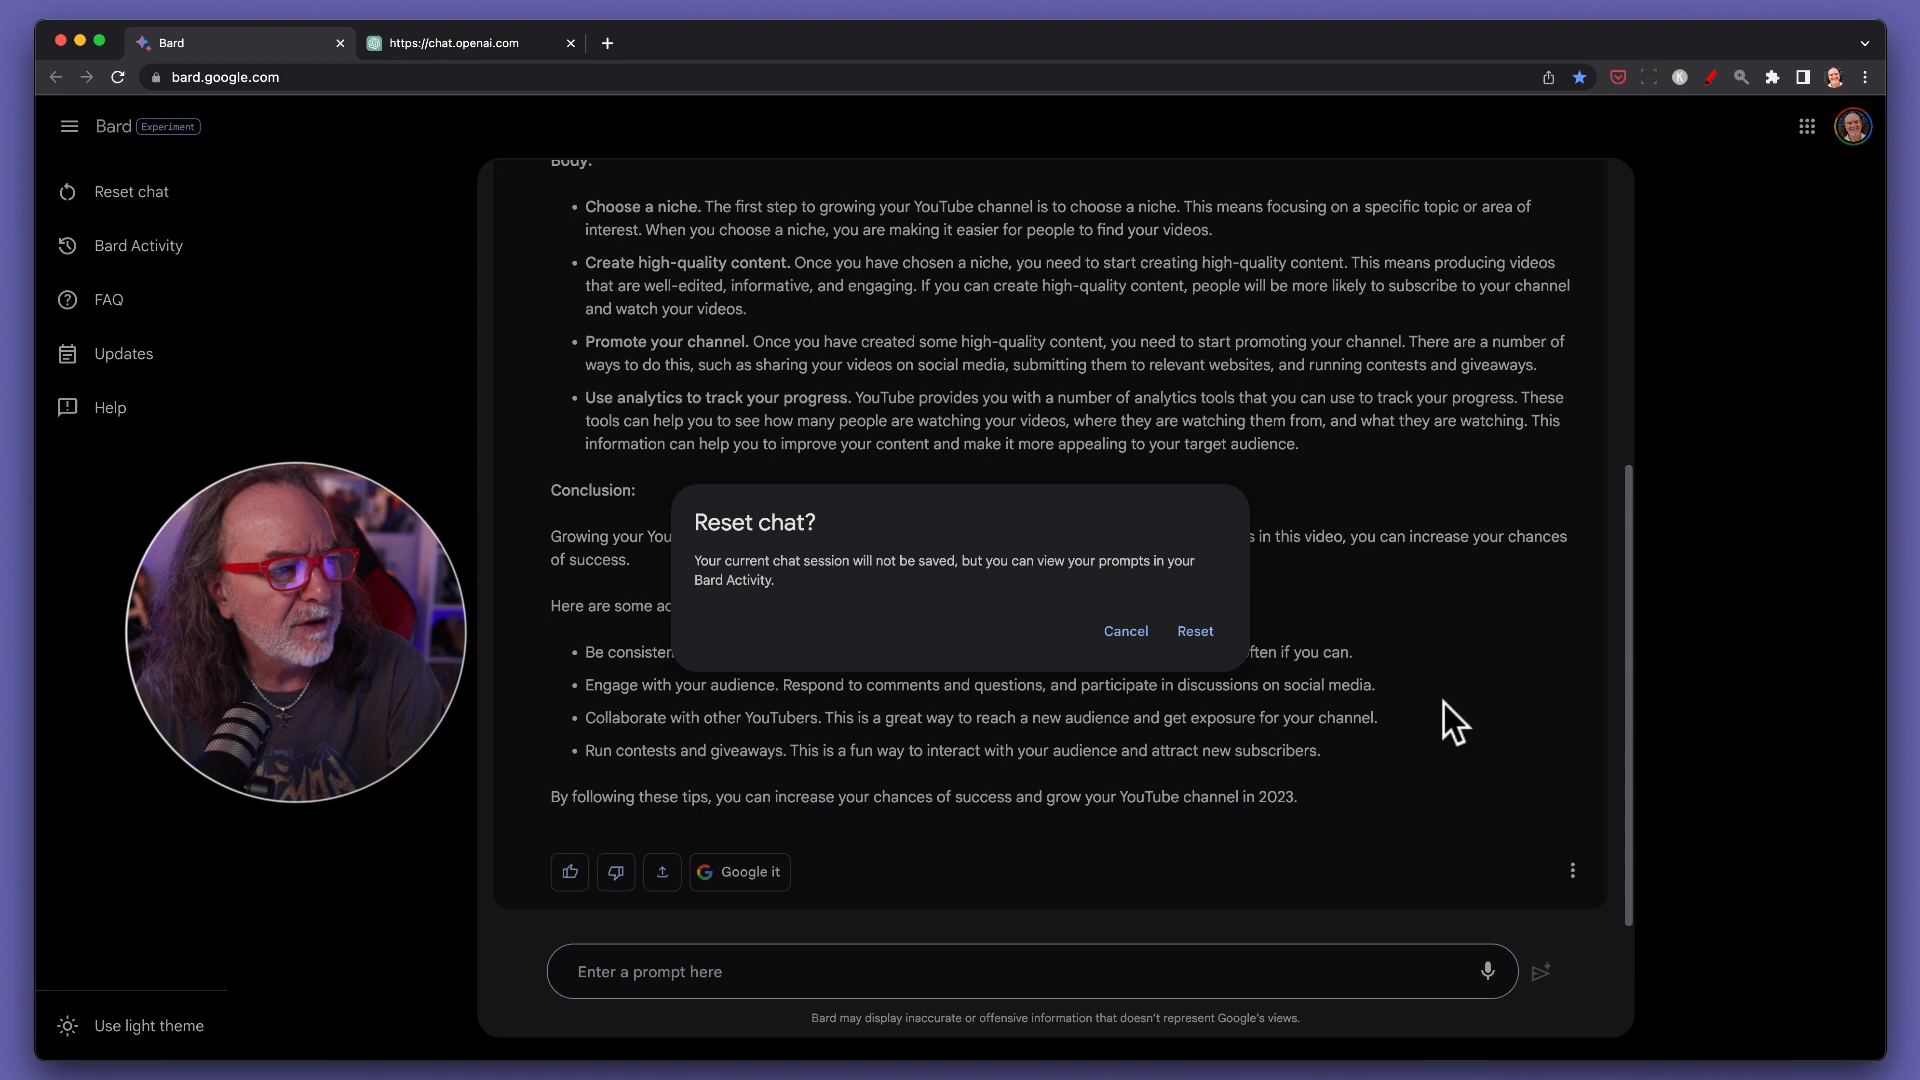 Bard
https://chat.openai.com
bard.google.com
Bard Experiment
Reset chat
Bard Activity
FAQ
Updates
Help
Use light theme
Body:
• Choose a niche. The first step to growing your YouTube channel is to choose a niche. This means focusing on a specific topic or area of
interest. When you choose a niche, you are making it easier for people to find your videos.
• Create high-quality content. Once you have chosen a niche, you need to start creating high-quality content. This means producing videos
that are well-edited, informative, and engaging. If you can create high-quality content, people will be more likely to subscribe to your channel
and watch your videos.
• Promote your channel. Once you have created some high-quality content, you need to start promoting your channel. There are a number of
ways to do this, such as sharing your videos on social media, submitting them to relevant websites, and running contests and giveaways.
• Use analytics to track your progress. YouTube provides you with a number of analytics tools that you can use to track your progress. These
tools can help you to see how many people are watching your videos, where they are watching them from, and what they are watching. This
information can help you to improve your content and make it more appealing to your target audience.
Conclusion:
Growing your You s in this video, you can increase your chances
of success.
Here are some
• Be often if you can.
• Engage with your audience. Respond to comments and questions, and participate in discussions on social media.
• Collaborate with other YouTubers. This is a great way to reach a new audience and get exposure for your channel.
• Run contests and giveaways. This is a fun way to interact with your audience and attract new subscribers.
By following these tips, you can increase your chances of success and grow your YouTube channel in 2023.
Reset chat?
Your current chat session will not be saved, but you can view your prompts in your
Bard Activity.
Cancel Reset
Google it
Enter a prompt here
Bard may display inaccurate or offensive information that doesn't represent Google's views.